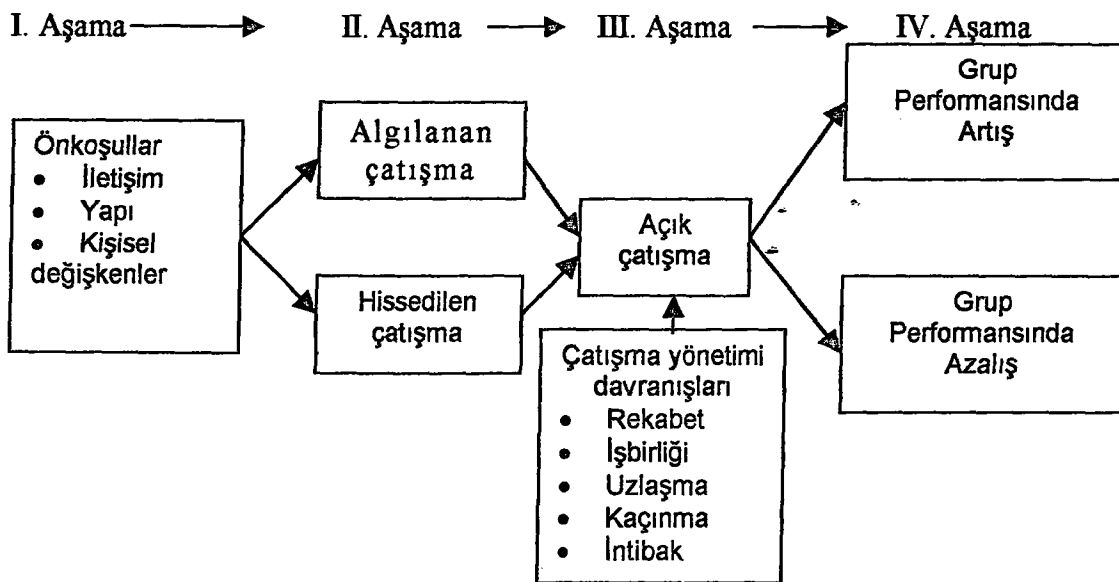 I. Aşama II. Aşama III. Aşama IV. Aşama
Önkoşullar
• İletişim
• Yapı
• Kişisel
değişkenler
Algılanan
çatışma
Hissedilen
çatışma
Açık
çatışma
Çatışma yönetimi
davranışları
• Rekabet
• İşbirliği
• Uzlaşma
• Kaçınma
• İntibak
Grup
Performansında
Artış
Grup
Performansında
Azalış